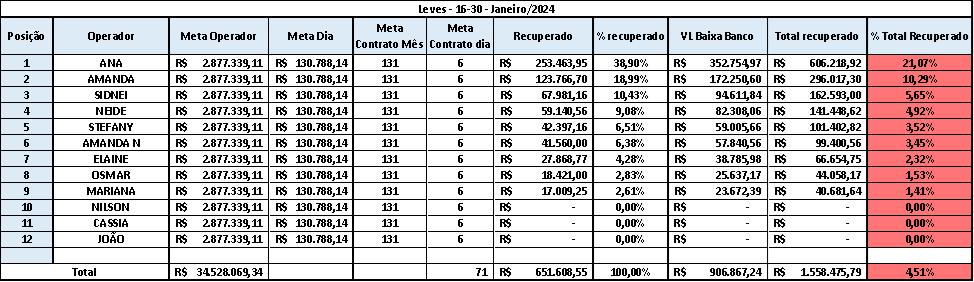 Leves - 16-30 - Janeiro/2024
Posição Operador Meta Operador Meta Dia Meta Contrato Mês Meta Contrato dia Recuperado % recuperado VL Baixa Banco Total recuperado % Total Recuperado
1 ANA R$ 2.877.339,11 R$ 130.788,14 131 6 R$ 253.463,95 38,90% R$ 352.754,97 R$ 606.218,92 21,07%
2 AMANDA R$ 2.877.339,11 R$ 130.788,14 131 6 R$ 123.766,70 18,99% R$ 172.250,60 R$ 296.017,30 10,29%
3 SIDNEI R$ 2.877.339,11 R$ 130.788,14 131 6 R$ 67.981,16 10,43% R$ 94.611,84 R$ 162.593,00 5,65%
4 NEIDE R$ 2.877.339,11 R$ 130.788,14 131 6 R$ 59.140,56 9,08% R$ 82.308,06 R$ 141.448,62 4,92%
5 STEFANY R$ 2.877.339,11 R$ 130.788,14 131 6 R$ 42.397,16 6,51% R$ 59.005,66 R$ 101.402,82 3,52%
6 AMANDA N R$ 2.877.339,11 R$ 130.788,14 131 6 R$ 41.560,00 6,38% R$ 57.840,56 R$ 99.400,56 3,45%
7 ELAINE R$ 2.877.339,11 R$ 130.788,14 131 6 R$ 27.868,77 4,28% R$ 38.785,98 R$ 66.654,75 2,32%
8 OSMAR R$ 2.877.339,11 R$ 130.788,14 131 6 R$ 18.421,00 2,83% R$ 25.637,17 R$ 44.058,17 1,53%
9 MARIANA R$ 2.877.339,11 R$ 130.788,14 131 6 R$ 17.009,25 2,61% R$ 23.672,39 R$ 40.681,64 1,41%
10 NILSON R$ 2.877.339,11 R$ 130.788,14 131 6 R$ - 0,00% R$ - R$ - 0,00%
11 CASSIA R$ 2.877.339,11 R$ 130.788,14 131 6 R$ - 0,00% R$ - R$ - 0,00%
12 JOÃO R$ 2.877.339,11 R$ 130.788,14 131 6 R$ - 0,00% R$ - R$ - 0,00%
Total R$ 34.528.069,34 71 R$ 651.608,55 100,00% R$ 906.867,24 R$ 1.558.475,79 4,51%